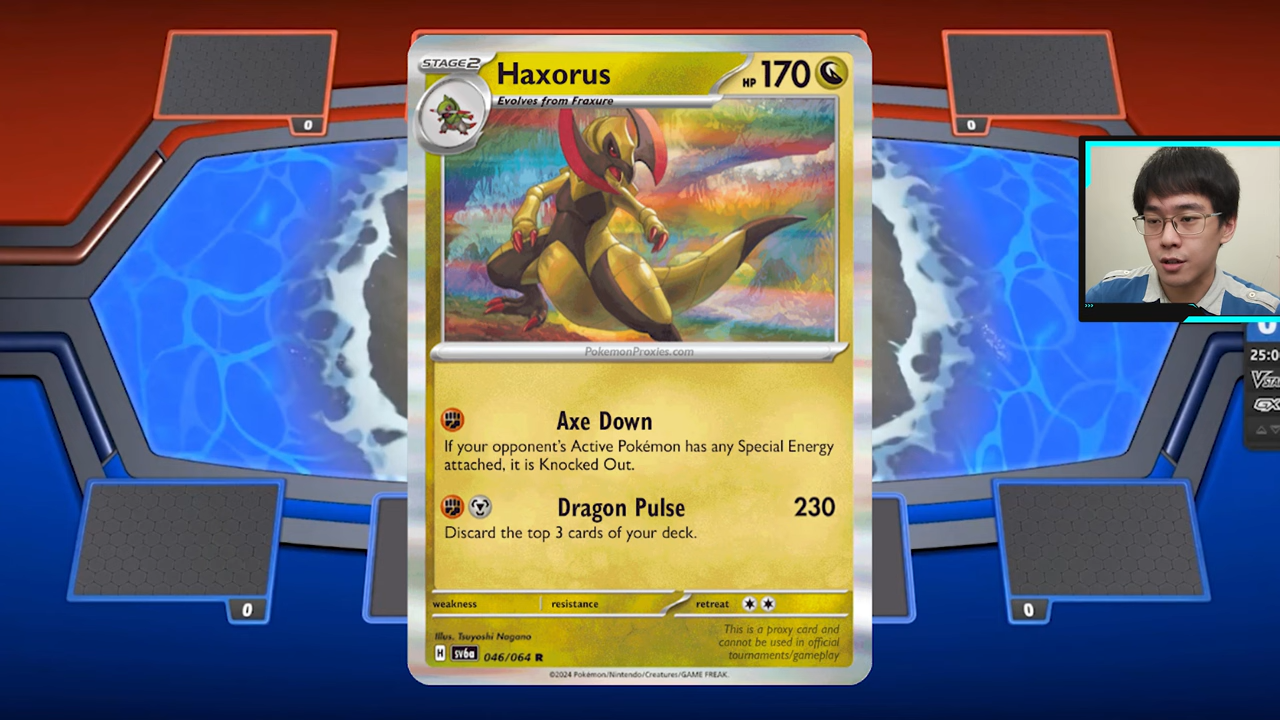 0
0
STAGE2
Haxorus
HP 170
Evolves from Fraxure
PokemonProxies.com
Axe Down
If your opponent's Active Pokémon has any Special Energy
attached, it is Knocked Out.
Dragon Pulse 230
Discard the top 3 cards of your deck.
weakness resistance retreat
Illus. Tsuyoshi Nagano
H sv6a 046/064 R
This is a proxy card and
cannot be used in official
tournaments/gameplay
©2024 Pokémon/Nintendo/Creatures/GAME FREAK.
0
0